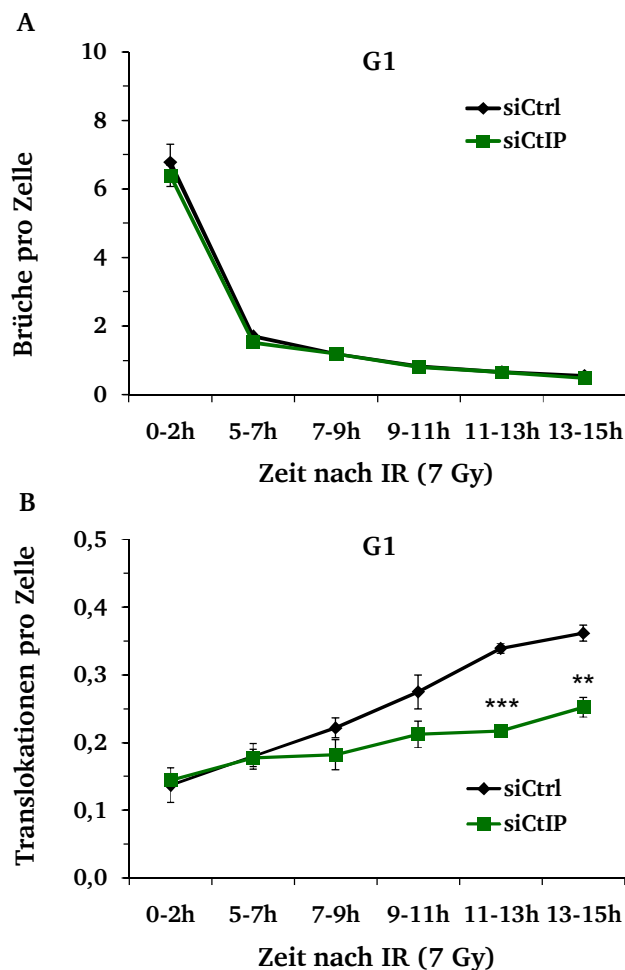 A
G1
10
8
6
4
2
0
Brüche pro Zelle
siCtrl
siCtIP
0-2h 5-7h 7-9h 9-11h 11-13h 13-15h
Zeit nach IR (7 Gy)
B
G1
0,5
0,4
0,3
0,2
0,1
0,0
Translokationen pro Zelle
***
**
siCtrl
siCtIP
0-2h 5-7h 7-9h 9-11h 11-13h 13-15h
Zeit nach IR (7 Gy)